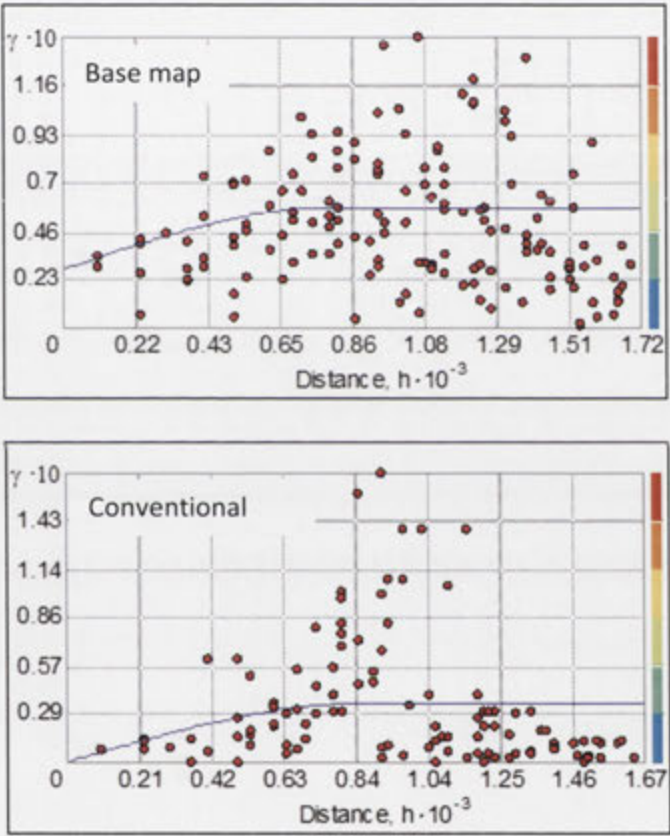 γ ·10
Base map
1.16
0.93
0.7
0.46
0.23
0 0.22 0.43 0.65 0.86 1.08 1.29 1.51 1.72
Distance, h · 10⁻³
γ ·10
Conventional
1.43
1.14
0.86
0.57
0.29
0 0.21 0.42 0.63 0.84 1.04 1.25 1.46 1.67
Distance, h · 10⁻³